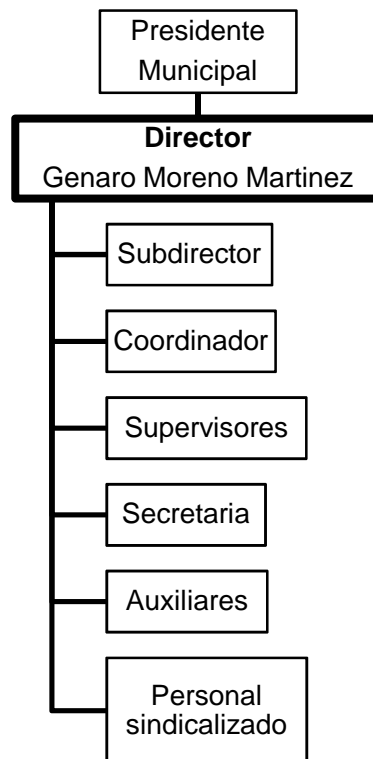 Presidente
Municipal
Director
Genaro Moreno Martinez
Subdirector
Coordinador
Supervisores
Secretaria
Auxiliares
Personal
sindicalizado